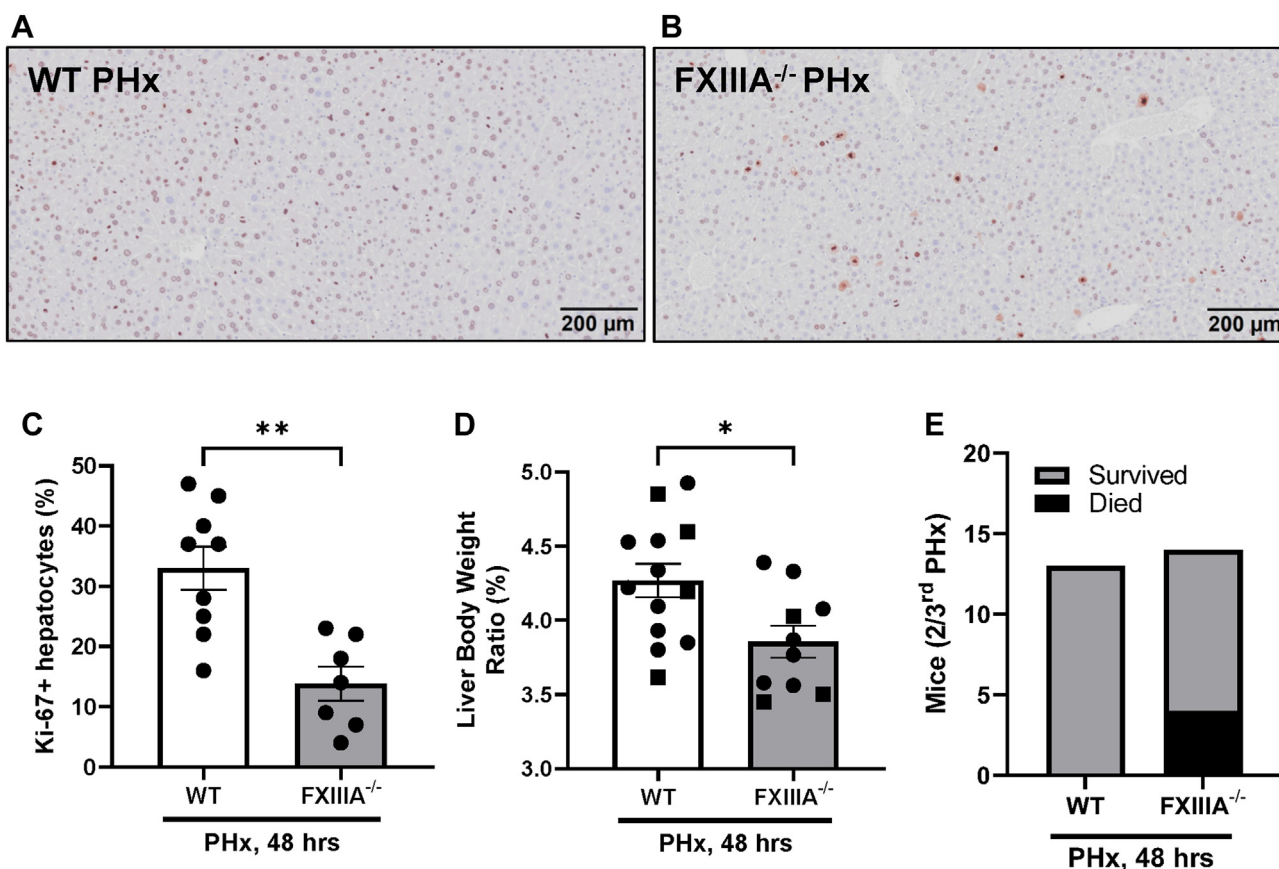 A
B
WT PHx
FXIIIA-/- PHx
200 µm
200 µm
C
D
E
**
*
Ki-67+ hepatocytes (%)
50
40
30
20
10
0
WT
FXIIIA-/-
PHx, 48 hrs
Liver Body Weight
Ratio (%)
5.0
4.5
4.0
3.5
3.0
WT
FXIIIA-/-
PHx, 48 hrs
Mice (2/3rd PHx)
20
15
10
5
0
Survived
Died
WT
FXIIIA-/-
PHx, 48 hrs